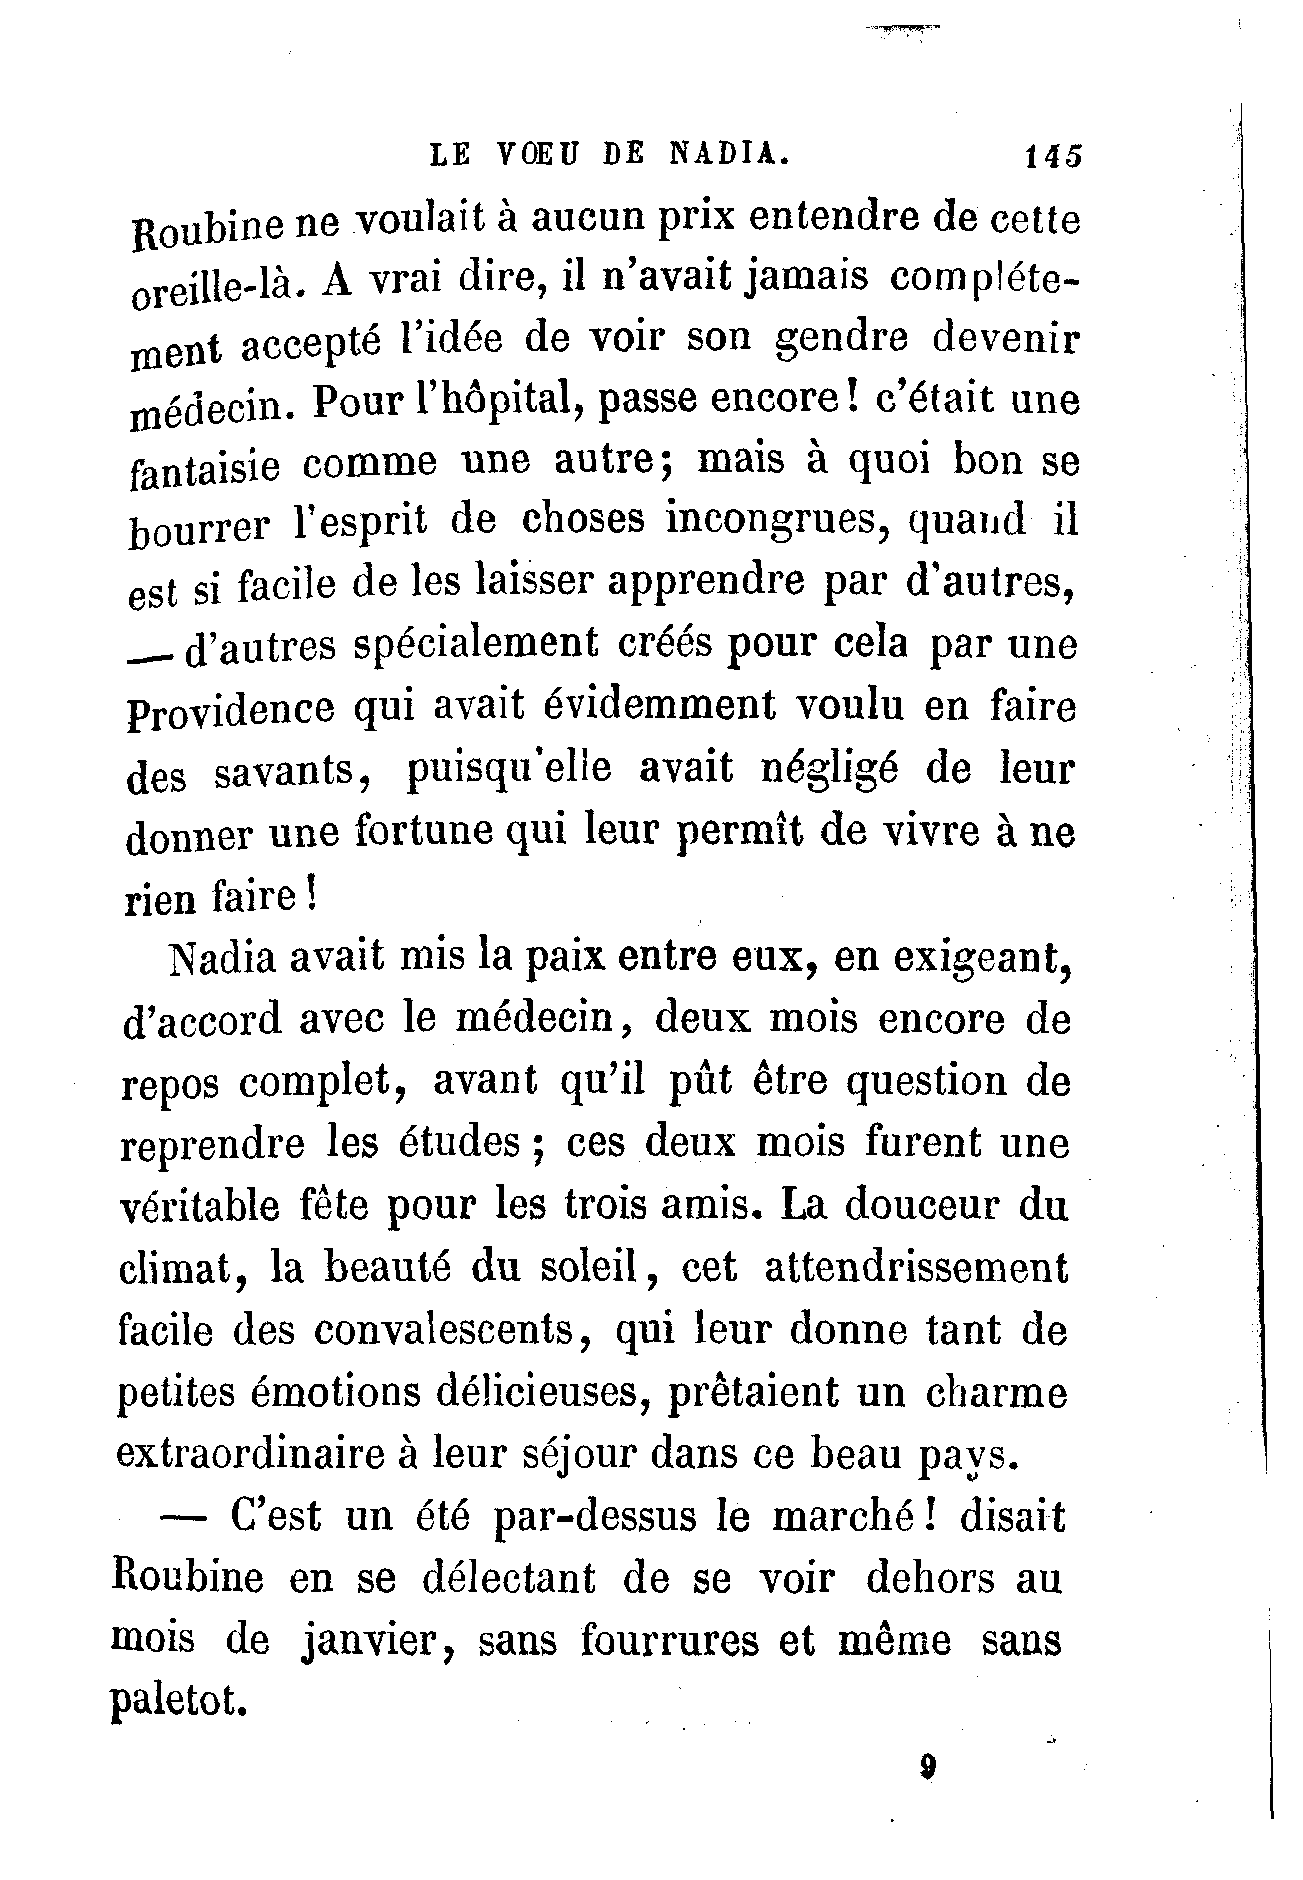 LE VŒU DE NADIA. 145
Roubine ne voulait à aucun prix entendre de cette
oreille-là. A vrai dire, il n'avait jamais compléte-
ment accepté l'idée de voir son gendre devenir
médecin. Pour l'hôpital, passe encore! c'était une
fantaisie comme une autre; mais à quoi bon se
bourrer l'esprit de choses incongrues, quand il
est si facile de les laisser apprendre par d'autres,
— d'autres spécialement créés pour cela par une
Providence qui avait évidemment voulu en faire
des savants, puisqu'elle avait négligé de leur
donner une fortune qui leur permît de vivre à ne
rien faire !
Nadia avait mis la paix entre eux, en exigeant,
d'accord avec le médecin, deux mois encore de
repos complet, avant qu'il pût être question de
reprendre les études ; ces deux mois furent une
véritable fête pour les trois amis. La douceur du
climat, la beauté du soleil, cet attendrissement
facile des convalescents, qui leur donne tant de
petites émotions délicieuses, prêtaient un charme
extraordinaire à leur séjour dans ce beau pays.
— C'est un été par-dessus le marché ! disait
Roubine en se délectant de se voir dehors au
mois de janvier, sans fourrures et même sans
paletot.
9